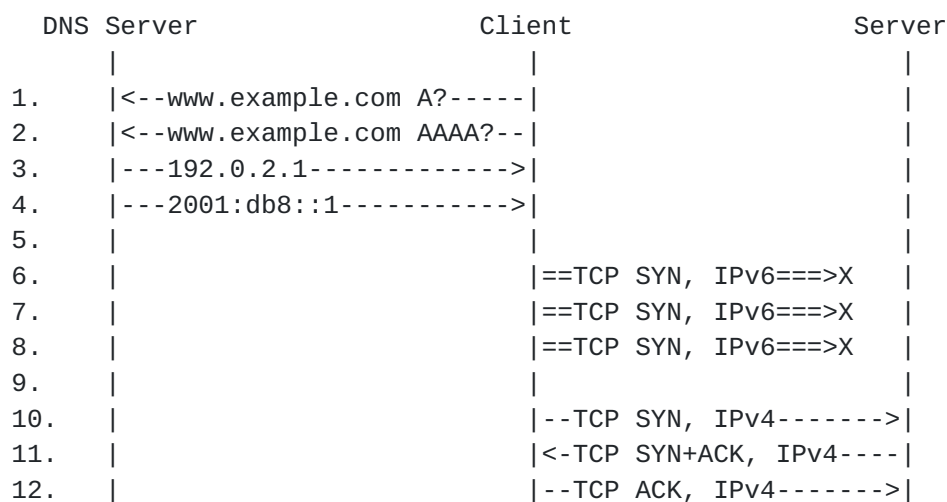 DNS Server                  Client                  Server
      |                          |                       |
1.    |<--www.example.com A?-----|                       |
2.    |<--www.example.com AAAA?--|                       |
3.    |---192.0.2.1------------->|                       |
4.    |---2001:db8::1----------->|                       |
5.    |                          |                       |
6.    |                          |==TCP SYN, IPv6===>X   |
7.    |                          |==TCP SYN, IPv6===>X   |
8.    |                          |==TCP SYN, IPv6===>X   |
9.    |                          |                       |
10.   |                          |--TCP SYN, IPv4------->|
11.   |                          |<-TCP SYN+ACK, IPv4----|
12.   |                          |--TCP ACK, IPv4------->|